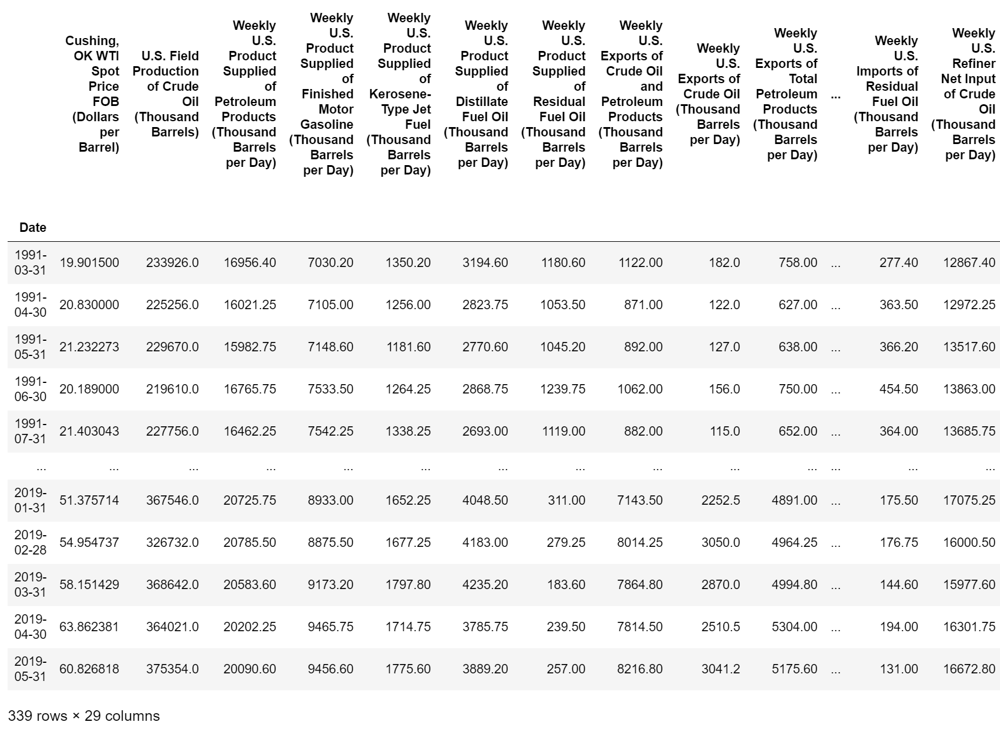 Cushing, OK WTI Spot Price FOB (Dollars per Barrel) U.S. Field Production of Crude Oil (Thousand Barrels) Weekly U.S. Product Supplied of Petroleum Products (Thousand Barrels per Day) Weekly U.S. Product Supplied of Finished Motor Gasoline (Thousand Barrels per Day) Weekly U.S. Product Supplied of Kerosene-Type Jet Fuel (Thousand Barrels per Day) Weekly U.S. Product Supplied of Distillate Fuel Oil (Thousand Barrels per Day) Weekly U.S. Product Supplied of Residual Fuel Oil (Thousand Barrels per Day) Weekly U.S. Exports of Crude Oil and Petroleum Products (Thousand Barrels per Day) Weekly U.S. Exports of Crude Oil (Thousand Barrels per Day) Weekly U.S. Exports of Total Petroleum Products (Thousand Barrels per Day) ... Weekly U.S. Imports of Residual Fuel Oil (Thousand Barrels per Day) Weekly U.S. Refiner Net Input of Crude Oil (Thousand Barrels per Day)
Date
1991-03-31 19.901500 233926.0 16956.40 7030.20 1350.20 3194.60 1180.60 1122.00 182.0 758.00 ... 277.40 12867.40
1991-04-30 20.830000 225256.0 16021.25 7105.00 1256.00 2823.75 1053.50 871.00 122.0 627.00 ... 363.50 12972.25
1991-05-31 21.232273 229670.0 15982.75 7148.60 1181.60 2770.60 1045.20 892.00 127.0 638.00 ... 366.20 13517.60
1991-06-30 20.189000 219610.0 16765.75 7533.50 1264.25 2868.75 1239.75 1062.00 156.0 750.00 ... 454.50 13863.00
1991-07-31 21.403043 227756.0 16462.25 7542.25 1338.25 2693.00 1119.00 882.00 115.0 652.00 ... 364.00 13685.75
... ... ... ... ... ... ... ... ... ... ... ... ... ...
2019-01-31 51.375714 367546.0 20725.75 8933.00 1652.25 4048.50 311.00 7143.50 2252.5 4891.00 ... 175.50 17075.25
2019-02-28 54.954737 326732.0 20785.50 8875.50 1677.25 4183.00 279.25 8014.25 3050.0 4964.25 ... 176.75 16000.50
2019-03-31 58.151429 368642.0 20583.60 9173.20 1797.80 4235.20 183.60 7864.80 2870.0 4994.80 ... 144.60 15977.60
2019-04-30 63.862381 364021.0 20202.25 9465.75 1714.75 3785.75 239.50 7814.50 2510.5 5304.00 ... 194.00 16301.75
2019-05-31 60.826818 375354.0 20090.60 9456.60 1775.60 3889.20 257.00 8216.80 3041.2 5175.60 ... 131.00 16672.80
339 rows × 29 columns